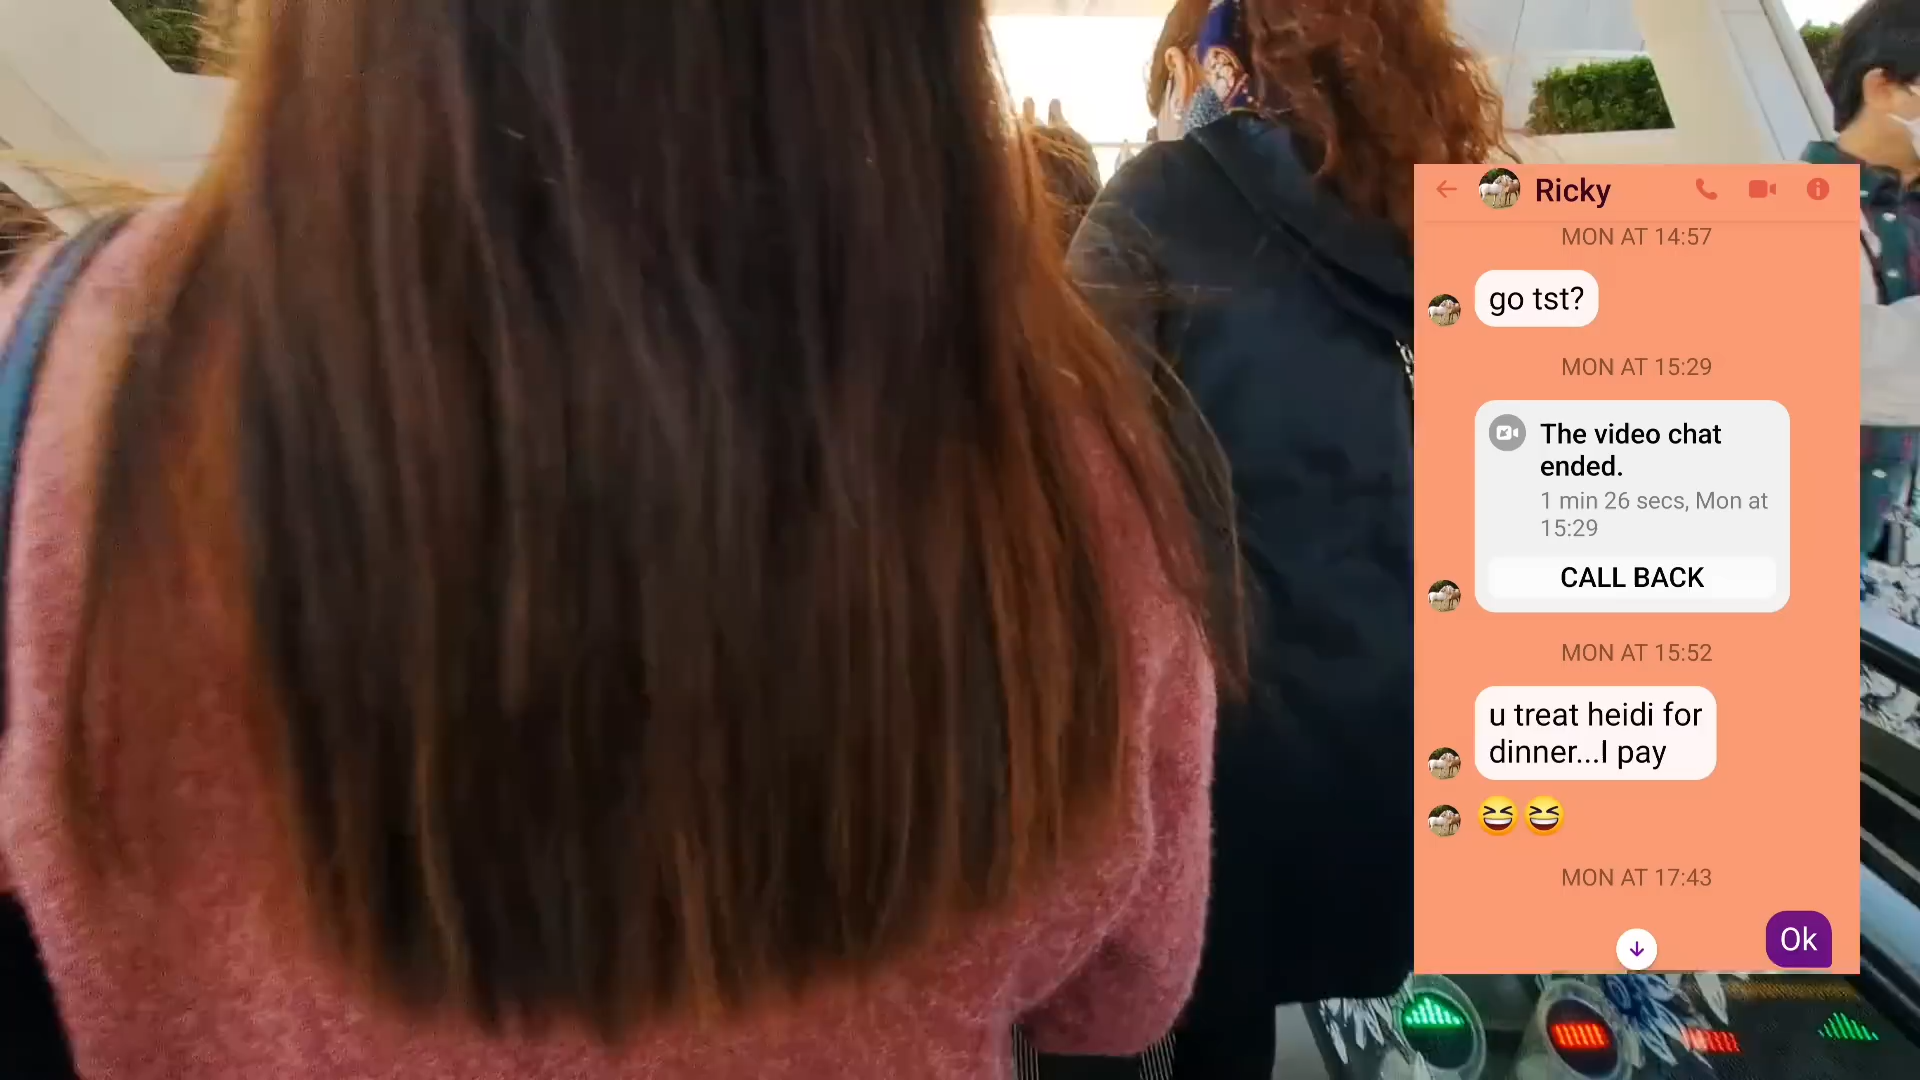 Ricky
MON AT 14:57
go tst?
MON AT 15:29
The video chat
ended.
1 min 26 secs, Mon at
15:29
CALL BACK
MON AT 15:52
u treat heidi for
dinner...I pay
😆😆
MON AT 17:43
Ok